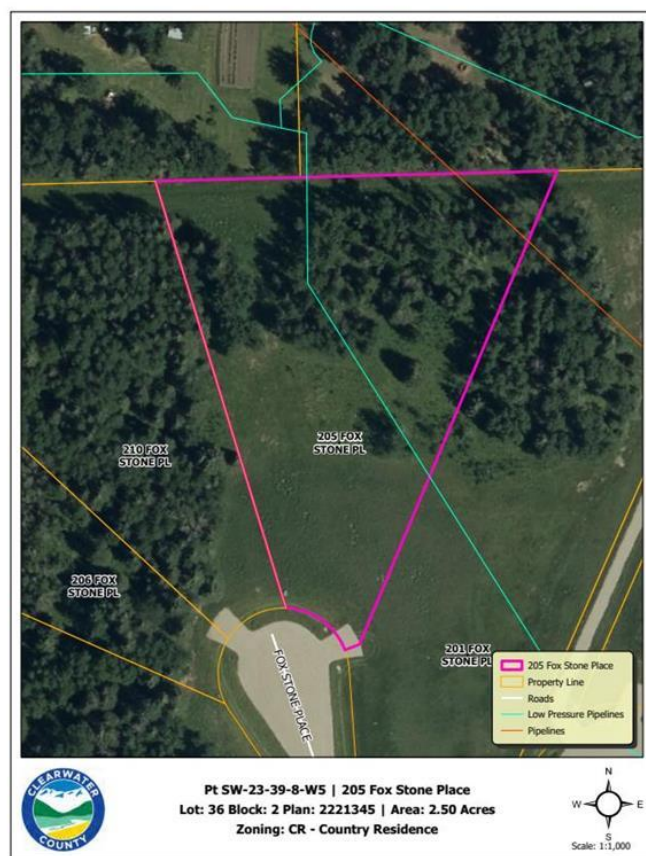 210 FOX
STONE PL
205 FOX
STONE PL
206 FOX
STONE PL
FOX STONE PLACE
201 FOX
STONE PL
205 Fox Stone Place
Property Line
Roads
Low Pressure Pipelines
Pipelines
CLEARWATER
COUNTY
Pt SW-23-39-8-W5 | 205 Fox Stone Place
Lot: 36 Block: 2 Plan: 2221345 | Area: 2.50 Acres
Zoning: CR - Country Residence
N
W
E
S
Scale: 1:1,000